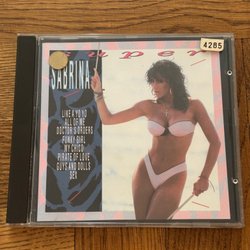 super
4285
SABRINA
LIKE A YO-YO
ALL OF ME
DOCTOR'S ORDERS
FUNKY GIRL
MY CHICO
PIRATE OF LOVE
GUYS AND DOLLS
SEX